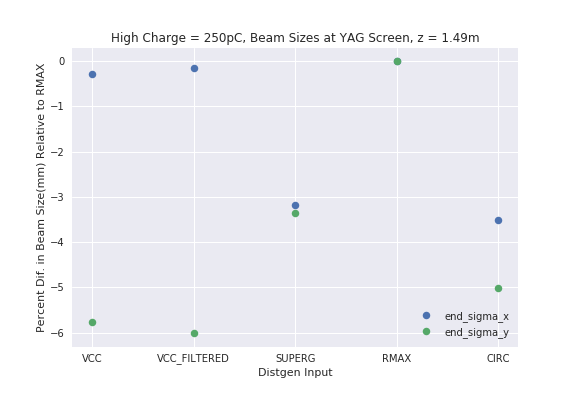 High Charge = 250pC, Beam Sizes at YAG Screen, z = 1.49m
Percent Dif. in Beam Size(mm) Relative to RMAX
0
−1
−2
−3
−4
−5
−6
end_sigma_x
end_sigma_y
VCC
VCC_FILTERED
SUPERG
RMAX
CIRC
Distgen Input